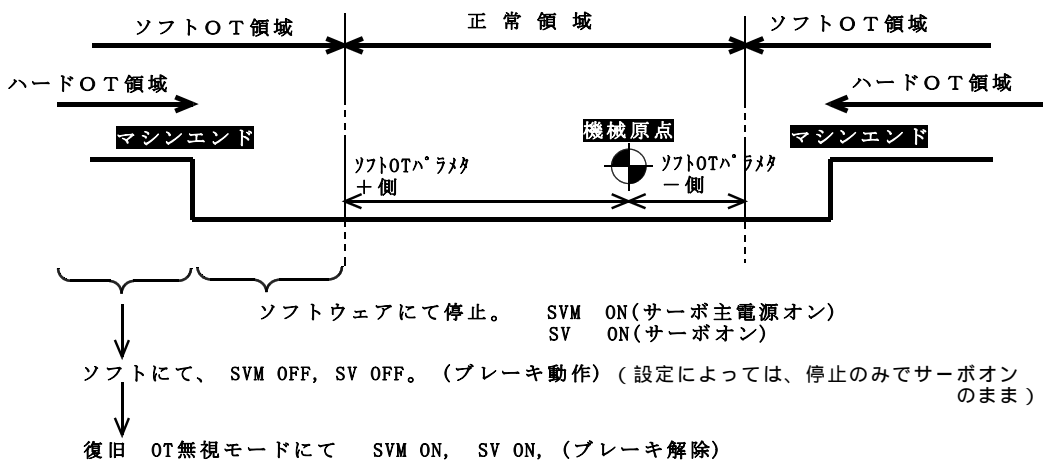 ソフトＯＴ領域
正 常 領 域
ソフトＯＴ領域
ハードＯＴ領域
ハードＯＴ領域
マシンエンド
機械原点
マシンエンド
ｿﾌﾄOTﾊﾟﾗﾒﾀ
＋側
ｿﾌﾄOTﾊﾟﾗﾒﾀ
－側
ソフトウェアにて停止。 SVM ON(サーボ主電源オン)
SV ON(サーボオン)
ソフトにて、 SVM OFF, SV OFF。 (ブレーキ動作) （設定によっては、停止のみでサーボオン
のまま）
復旧 OT無視モードにて SVM ON, SV ON, (ブレーキ解除)